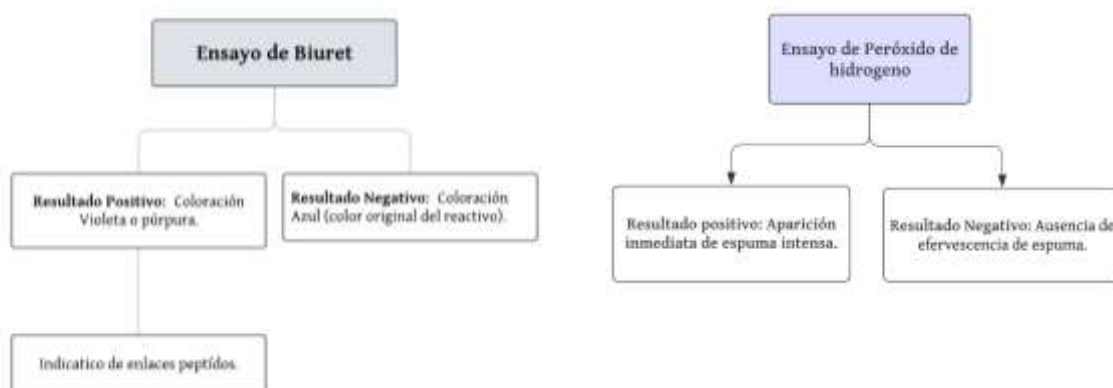 Ensayo de Biuret
Resultado Positivo: Coloración
Violeta o púrpura.
Resultado Negativo: Coloración
Azul (color original del reactivo).
Indicatico de enlaces peptídos.
Ensayo de Peróxido de
hidrogeno
Resultado positivo: Aparición
inmediata de espuma intensa.
Resultado Negativo: Ausencia de
efervescencia de espuma.